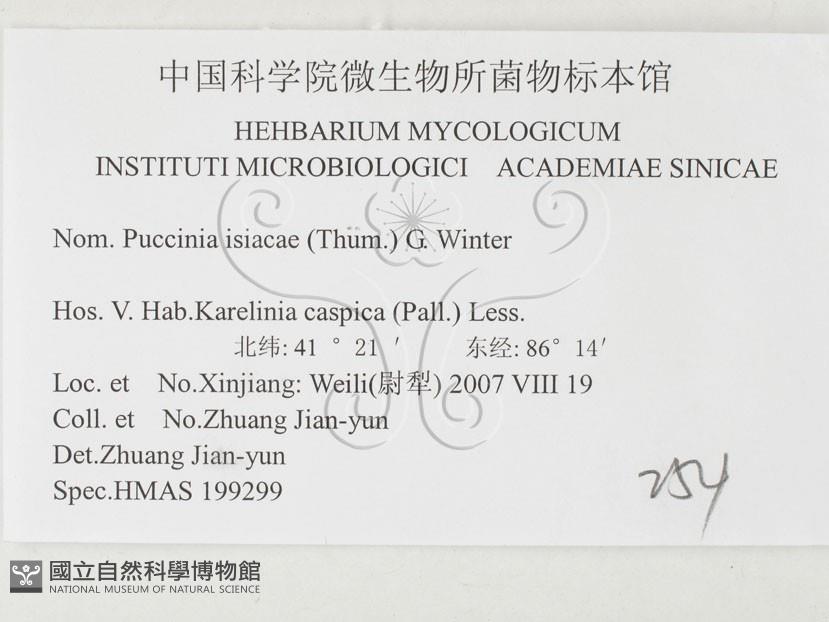 中国科学院微生物所菌物标本馆
HEHBARIUM MYCOLOGICUM
INSTITUTI MICROBIOLOGICI ACADEMIAE SINICAE
Nom. Puccinia isiacae (Thum.) G. Winter
Hos. V. Hab.Karelinia caspica (Pall.) Less.
北纬: 41 ° 21 ′ 东经: 86° 14′
Loc. et No.Xinjiang: Weili(尉犁) 2007 VIII 19
Coll. et No.Zhuang Jian-yun
Det.Zhuang Jian-yun
Spec.HMAS 199299
254
國立自然科學博物館
NATIONAL MUSEUM OF NATURAL SCIENCE